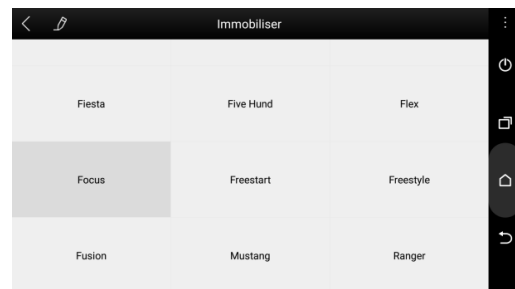 Immobiliser
Fiesta Five Hund Flex
Focus Freestart Freestyle
Fusion Mustang Ranger